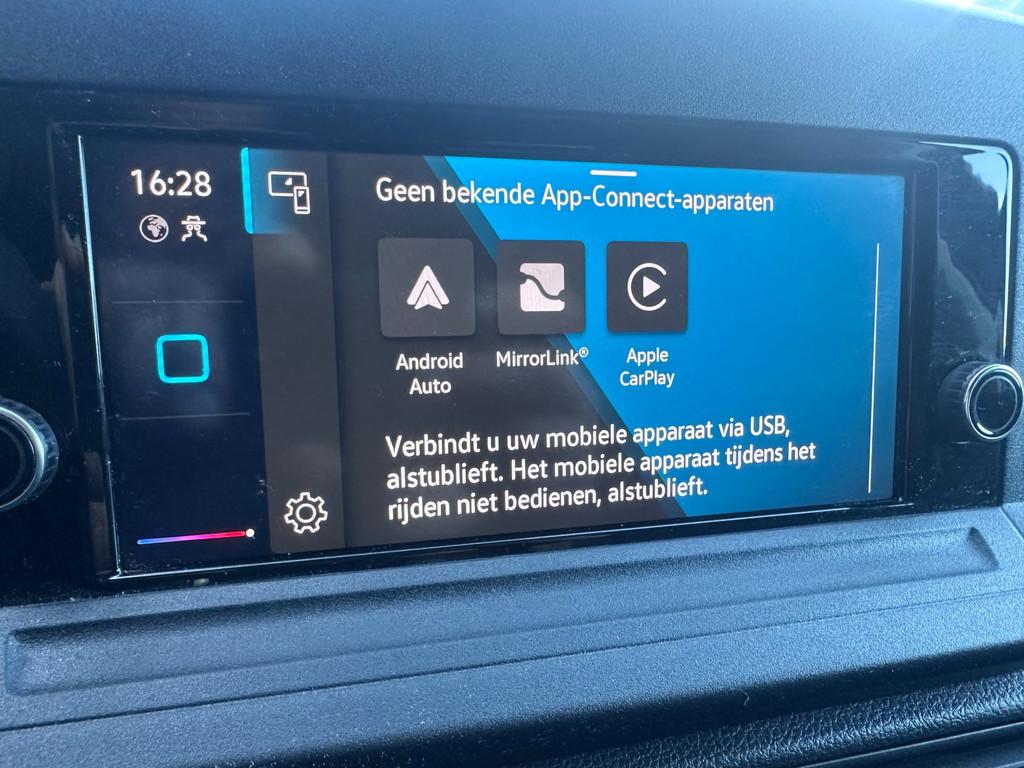 16:28
Geen bekende App-Connect-apparaten
Android
Auto
MirrorLink®
Apple
CarPlay
Verbindt u uw mobiele apparaat via USB,
alstublieft. Het mobiele apparaat tijdens het
rijden niet bedienen, alstublieft.